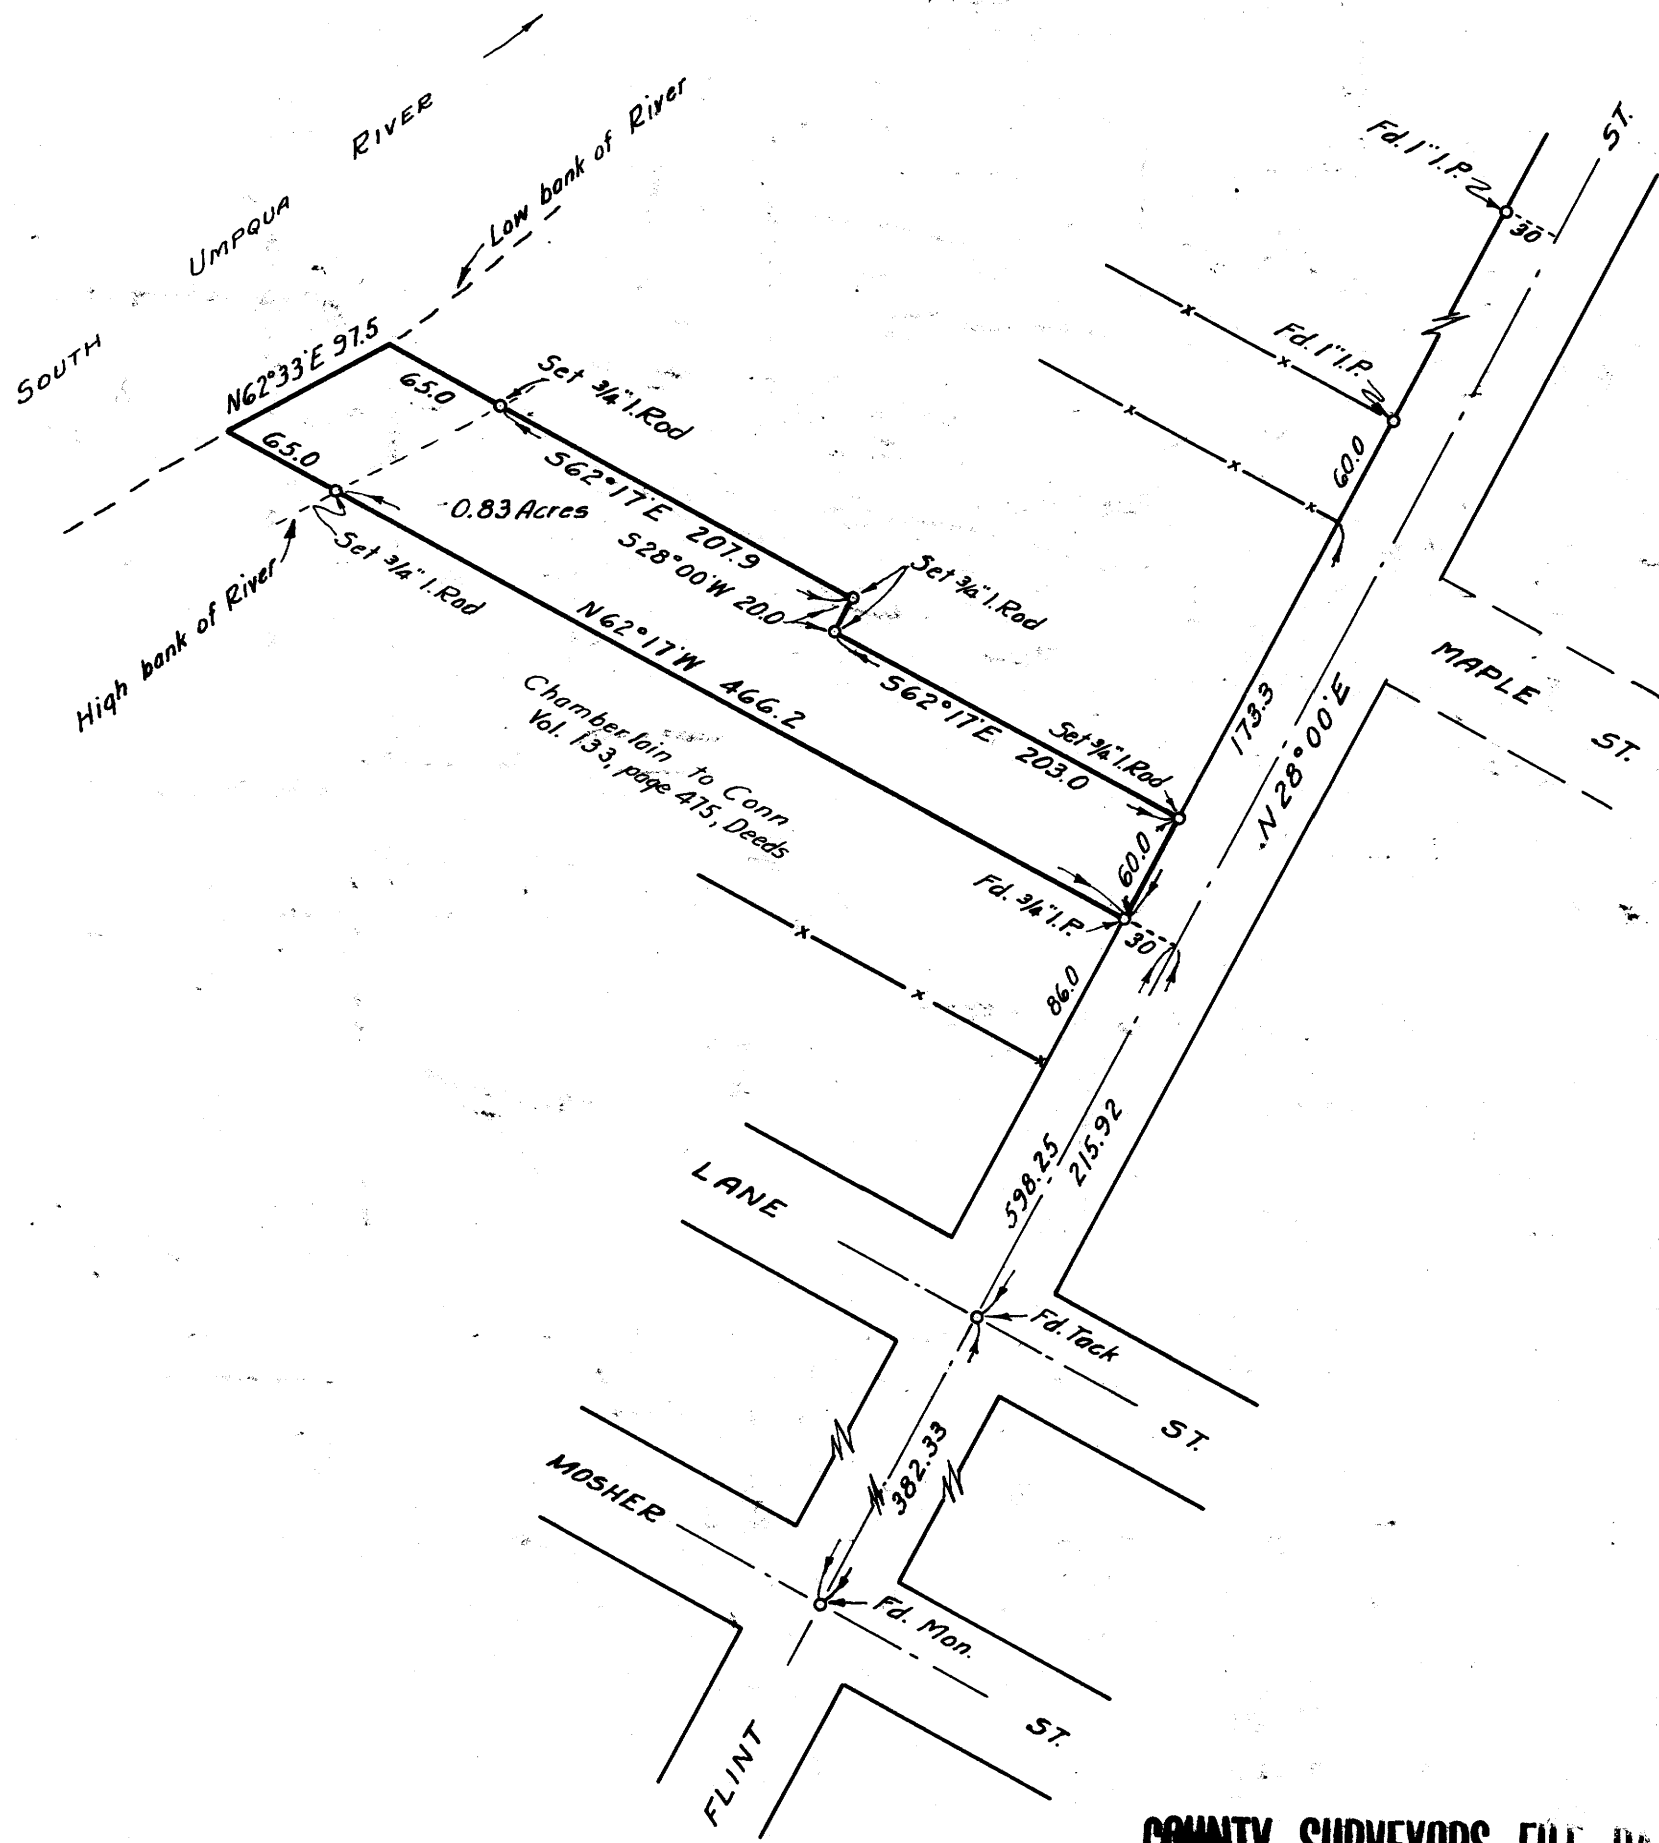 SOUTH UMPQUA RIVER
Low bank of River
N62°33'E 97.5
65.0
Set 3/4" I.Rod
65.0
0.83 Acres
S62°17'E 207.9
S28°00'W 20.0
Set 3/4" I.Rod
High bank of River
Set 3/4" I.Rod
N62°17'W 466.2
S62°17'E 203.0
Set 3/4" I.Rod
Chamberlain to Conn
Vol. 133, page 475, Deeds
Fd. 1" I.P.
30
ST.
Fd. 1" I.P.
60.0
173.3
N 28°00'E
MAPLE ST.
60.0
Fd. 3/4" I.P.
30
86.0
598.25
215.92
LANE ST.
Fd. Tack
382.33
MOSHER ST.
Fd. Mon.
FLINT
COUNTY SURVEYORS FILE